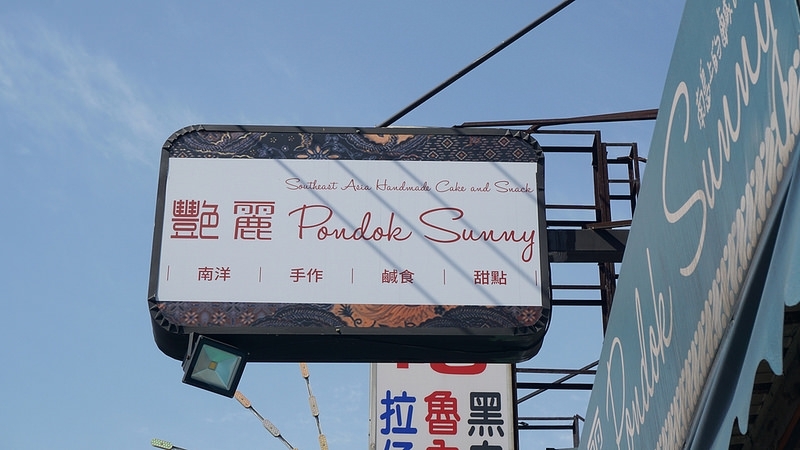 Southeast Asia Handmade Cake and Snack
艷麗 Pondok Sunny
南洋 手作 鹹食 甜點
拉
魯 黑
Pondok Sunny